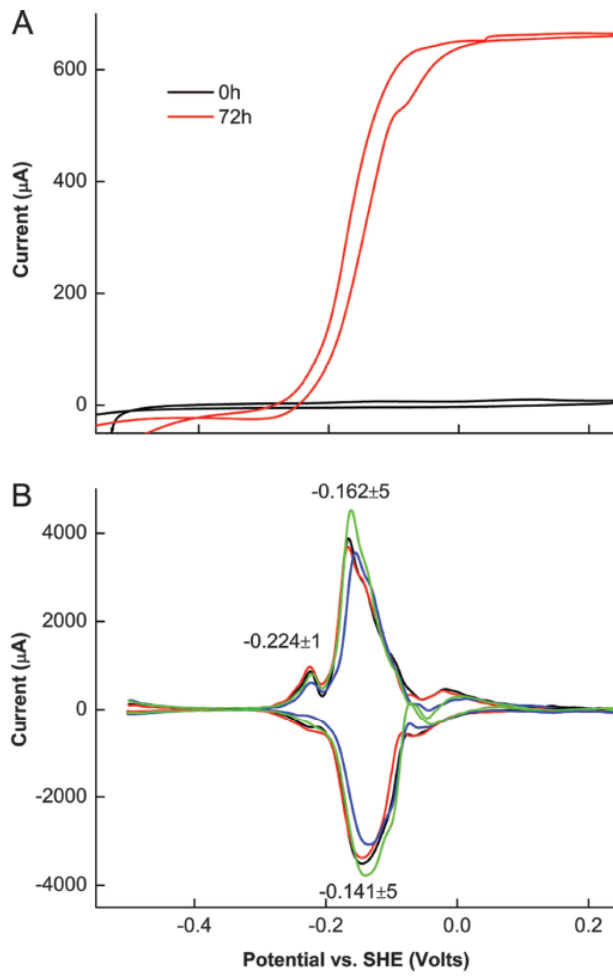 A
600
400
200
0
Current (μA)
0h
72h
B
4000
2000
0
-2000
-4000
Current (μA)
-0.162±5
-0.224±1
-0.141±5
-0.4
-0.2
0.0
0.2
Potential vs. SHE (Volts)